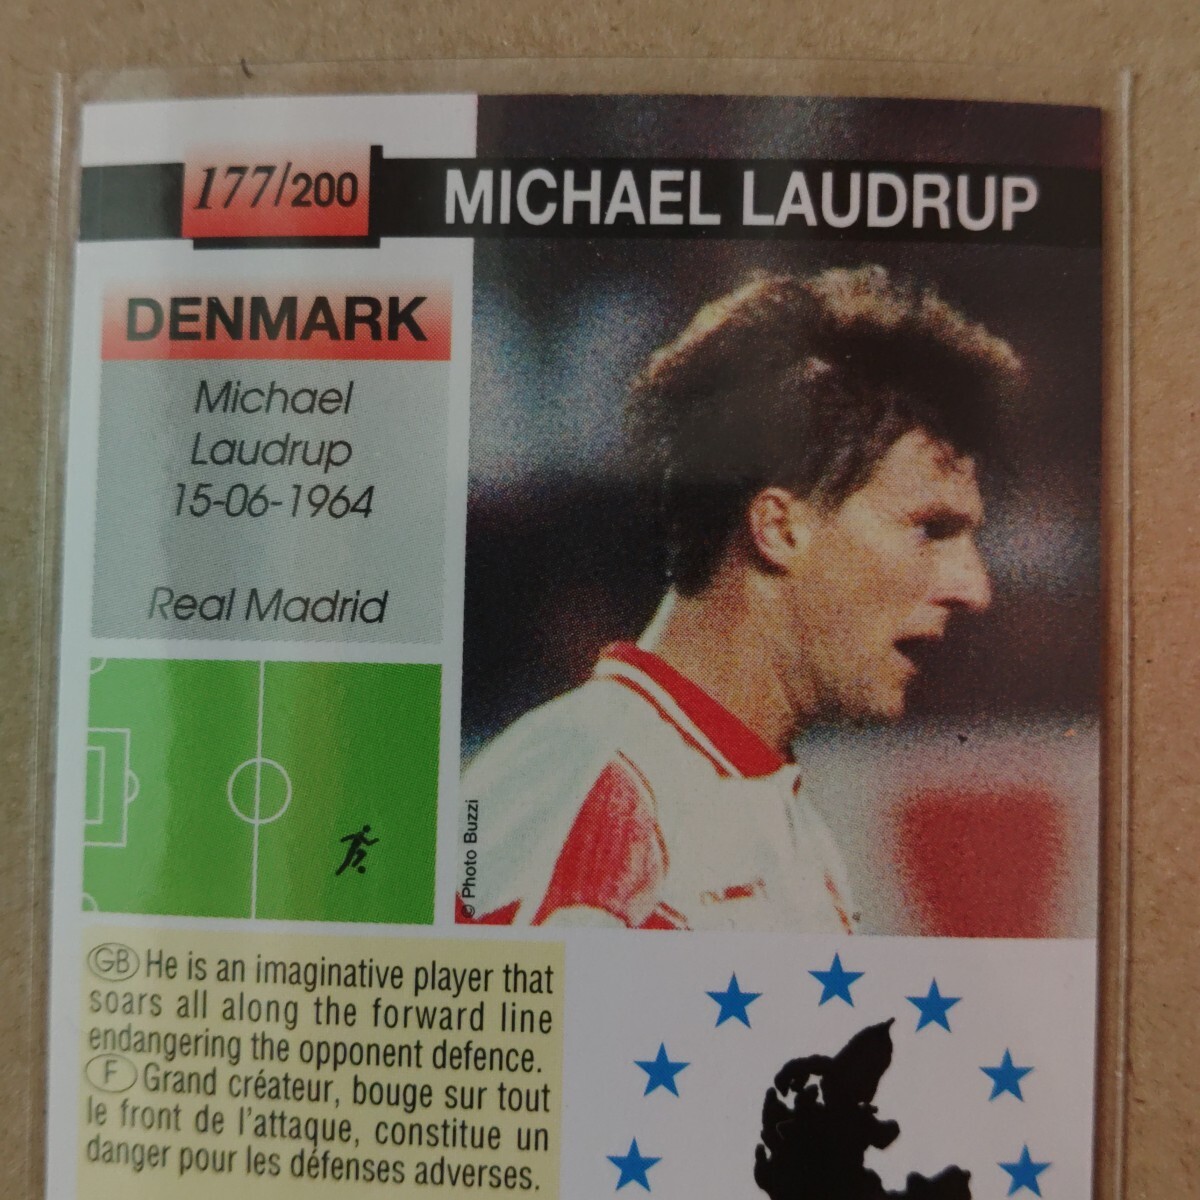 177/200
MICHAEL LAUDRUP
DENMARK
Michael
Laudrup
15-06-1964
Real Madrid
© Photo Buzzi
GB He is an imaginative player that
soars all along the forward line
endangering the opponent defence.
F Grand créateur, bouge sur tout
le front de l'attaque, constitue un
danger pour les défenses adverses.